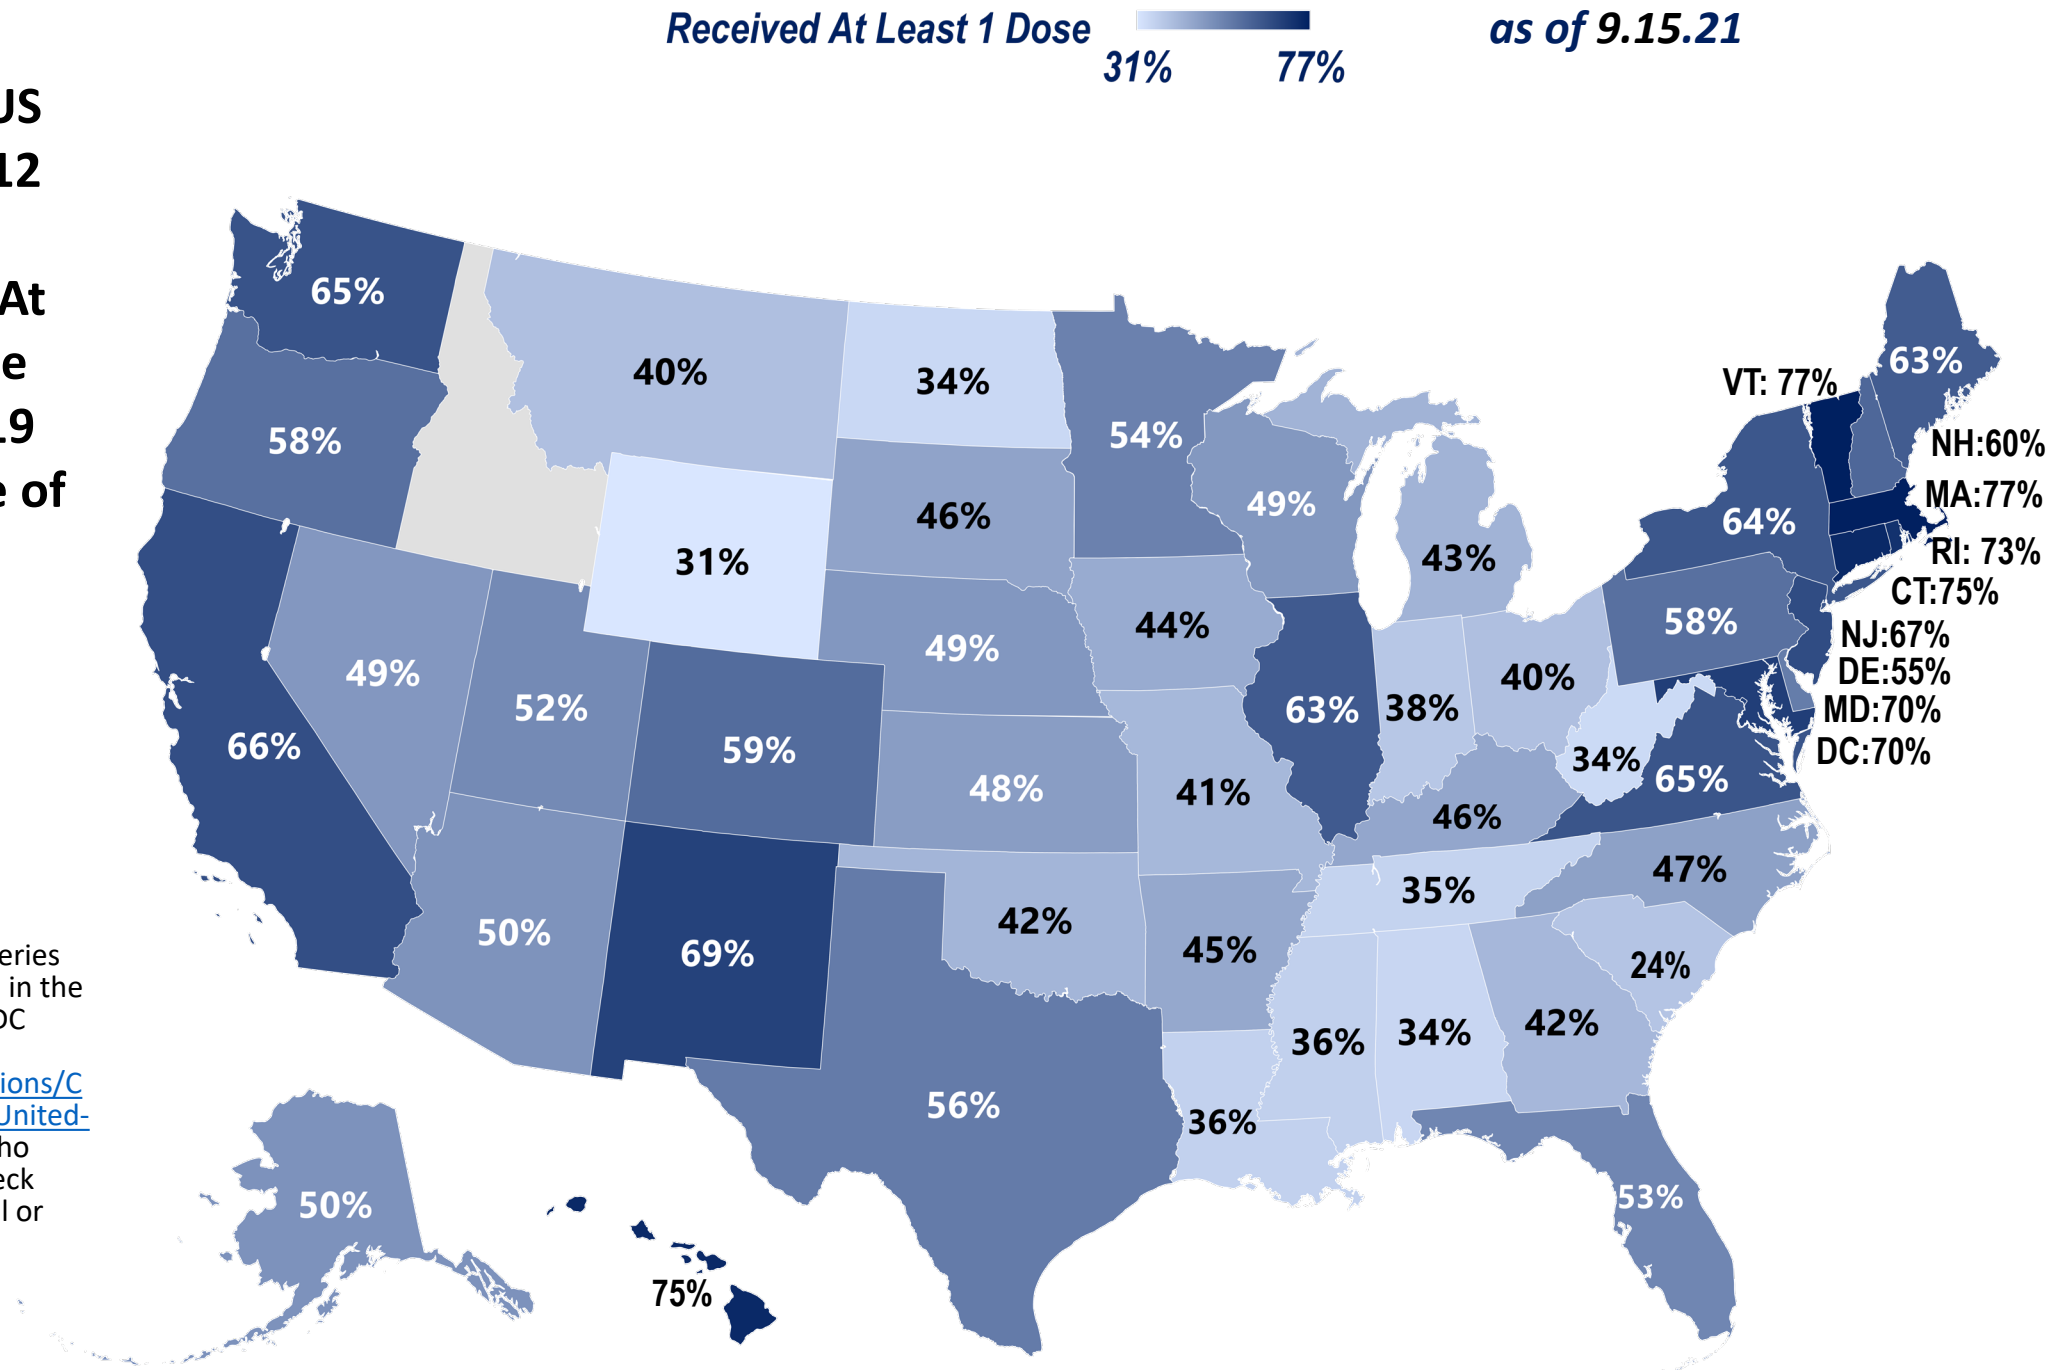 Received At Least 1 Dose
31% 77%
as of 9.15.21
US
12
At
e
19
e of
eries
in the
DC
ions/C
United-
ho
eck
l or
65%
40%
34%
54%
63%
VT: 77%
NH:60%
MA:77%
RI: 73%
CT:75%
NJ:67%
DE:55%
MD:70%
DC:70%
58%
31%
46%
49%
43%
64%
58%
49%
52%
49%
44%
63%
38%
40%
34%
65%
66%
59%
48%
41%
46%
47%
50%
69%
42%
45%
35%
24%
36%
34%
42%
56%
36%
53%
50%
75%